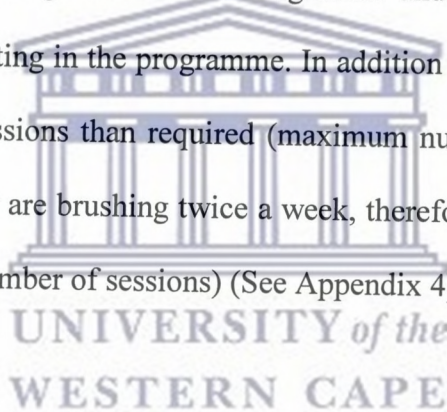 ting in the programme. In addition
ssions than required (maximum nu
are brushing twice a week, therefo
mber of sessions) (See Appendix 4
UNIVERSITY of the
WESTERN CAPE